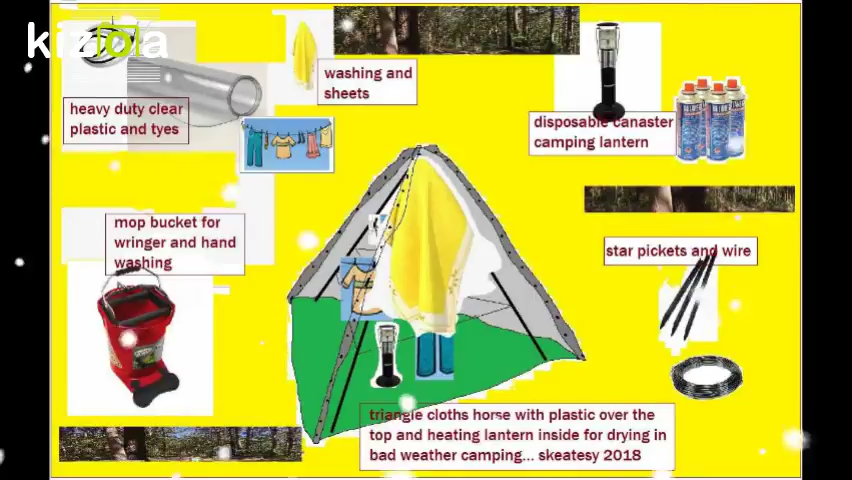 kizoa
washing and
sheets
heavy duty clear
plastic and tyes
disposable canaster
camping lantern
mop bucket for
wringer and hand
washing
star pickets and wire
triangle cloths horse with plastic over the
top and heating lantern inside for drying in
bad weather camping... skeatesy 2018